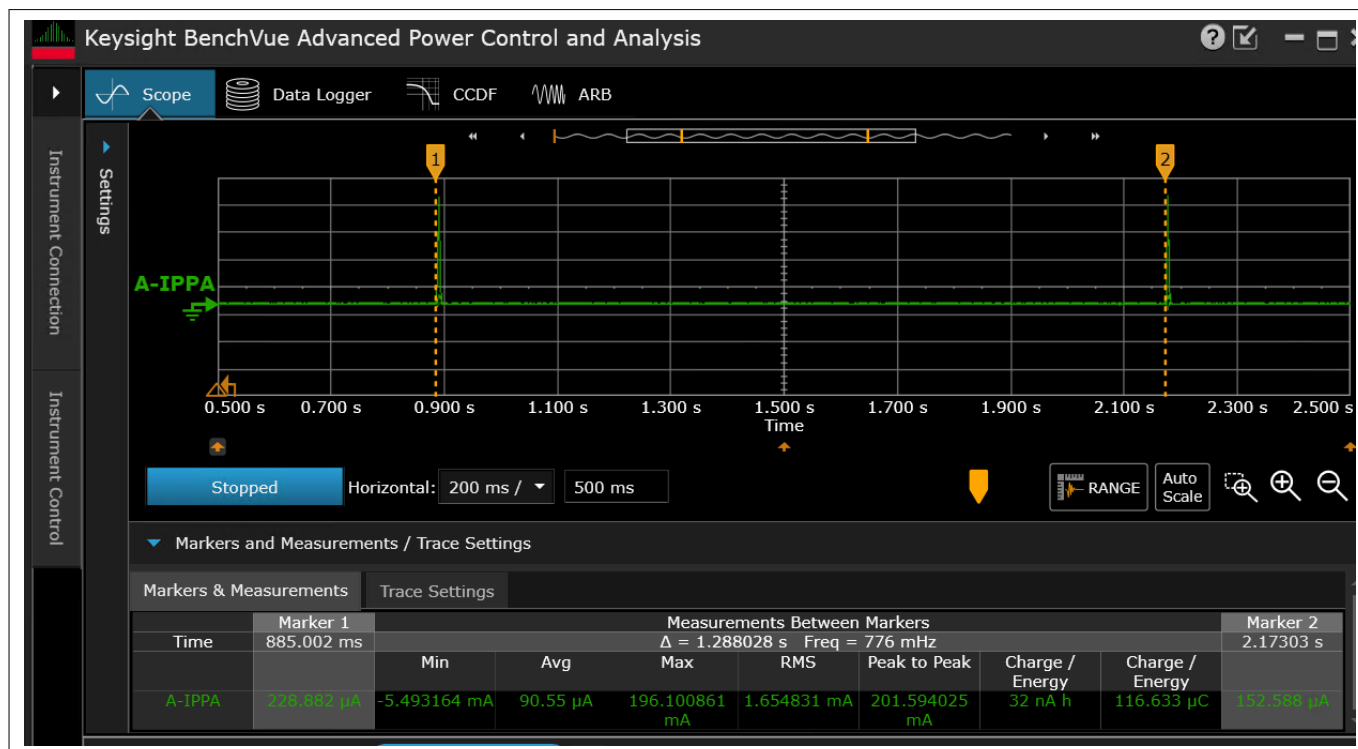 Keysight BenchVue Advanced Power Control and Analysis
Scope Data Logger CCDF ARB
Instrument Connection
Instrument Control
Settings
1 2
A-IPPA
0.500 s 0.700 s 0.900 s 1.100 s 1.300 s 1.500 s 1.700 s 1.900 s 2.100 s 2.300 s 2.500 s
Time
Stopped Horizontal: 200 ms / 500 ms RANGE Auto Scale
Markers and Measurements / Trace Settings
Markers & Measurements Trace Settings
Marker 1 Measurements Between Markers Marker 2
Time 885.002 ms Δ = 1.288028 s Freq = 776 mHz 2.17303 s
Min Avg Max RMS Peak to Peak Charge / Energy Charge / Energy
A-IPPA 228.882 µA -5.493164 mA 90.55 µA 196.100861 mA 1.654831 mA 201.594025 mA 32 nA h 116.633 µC 152.588 µA